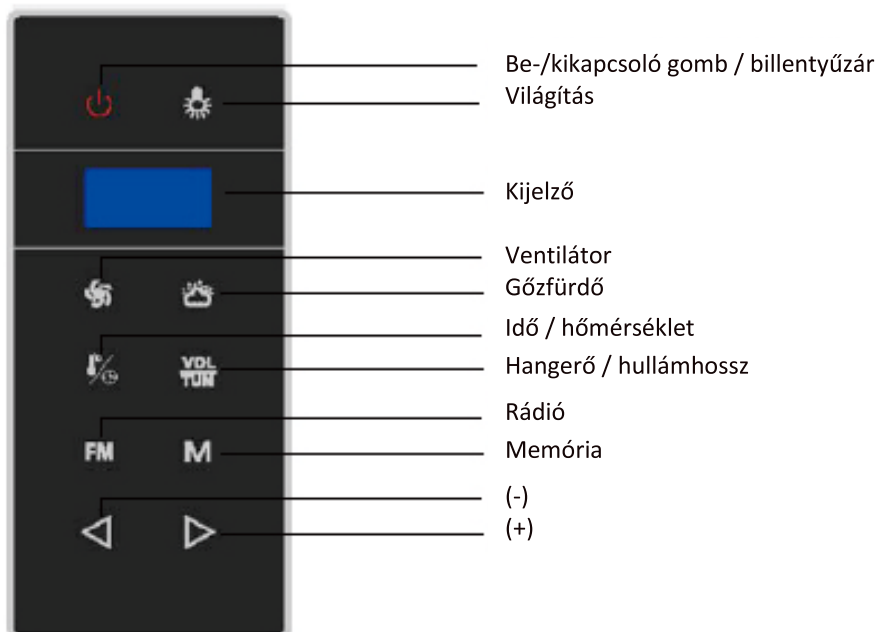 Be-/kikapcsoló gomb / billentyűzár
Világítás
Kijelző
Ventilátor
Gőzfürdő
Idő / hőmérséklet
VOL
TUN
Hangerő / hullámhossz
Rádió
FM
M
Memória
(-)
(+)